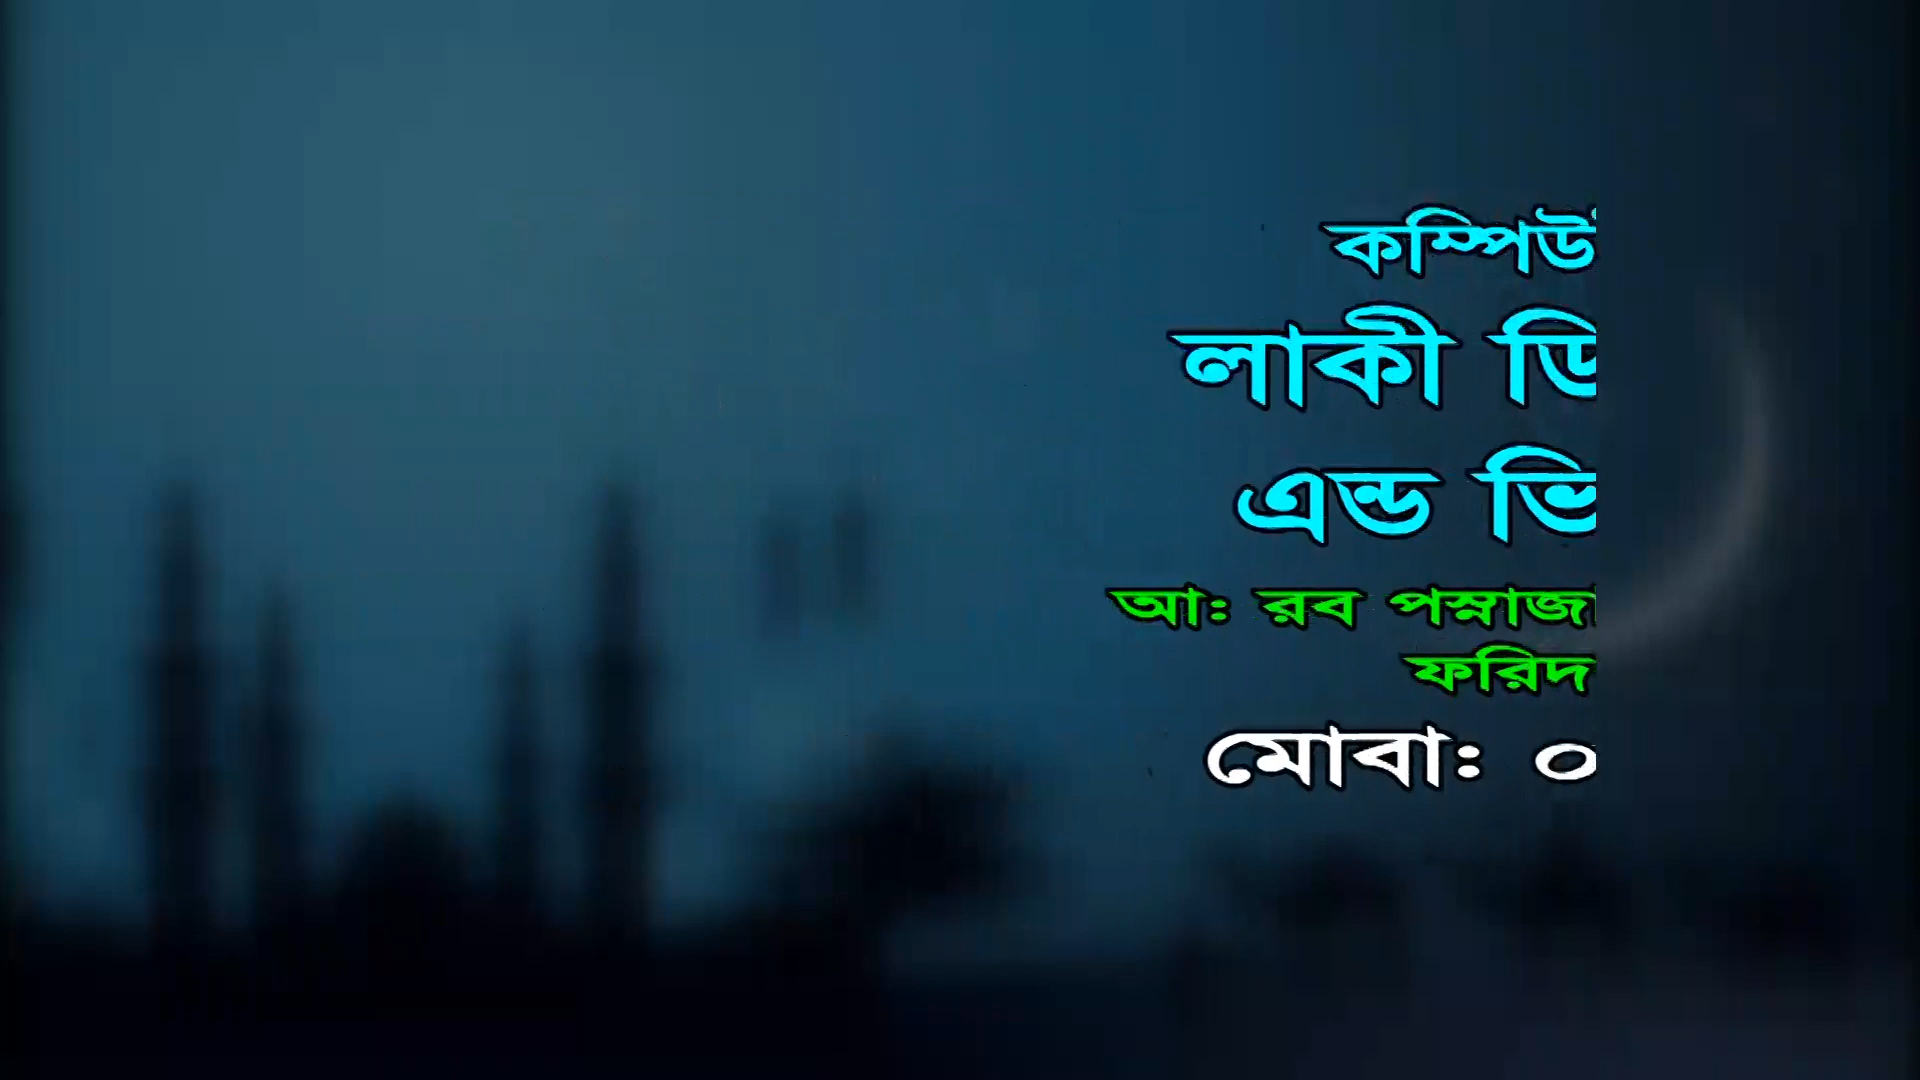 কম্পিউ
লাকী ডি
এন্ড ভি
আঃ রব পস্নাজা
ফরিদ
মোবাঃ ০